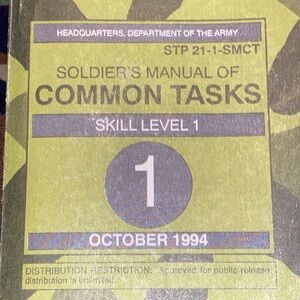 HEADQUARTERS, DEPARTMENT OF THE ARMY
STP 21-1-SMCT
SOLDIER'S MANUAL OF
COMMON TASKS
SKILL LEVEL 1
1
OCTOBER 1994
DISTRIBUTION RESTRICTION: Approved for public release;
distribution is unlimited.